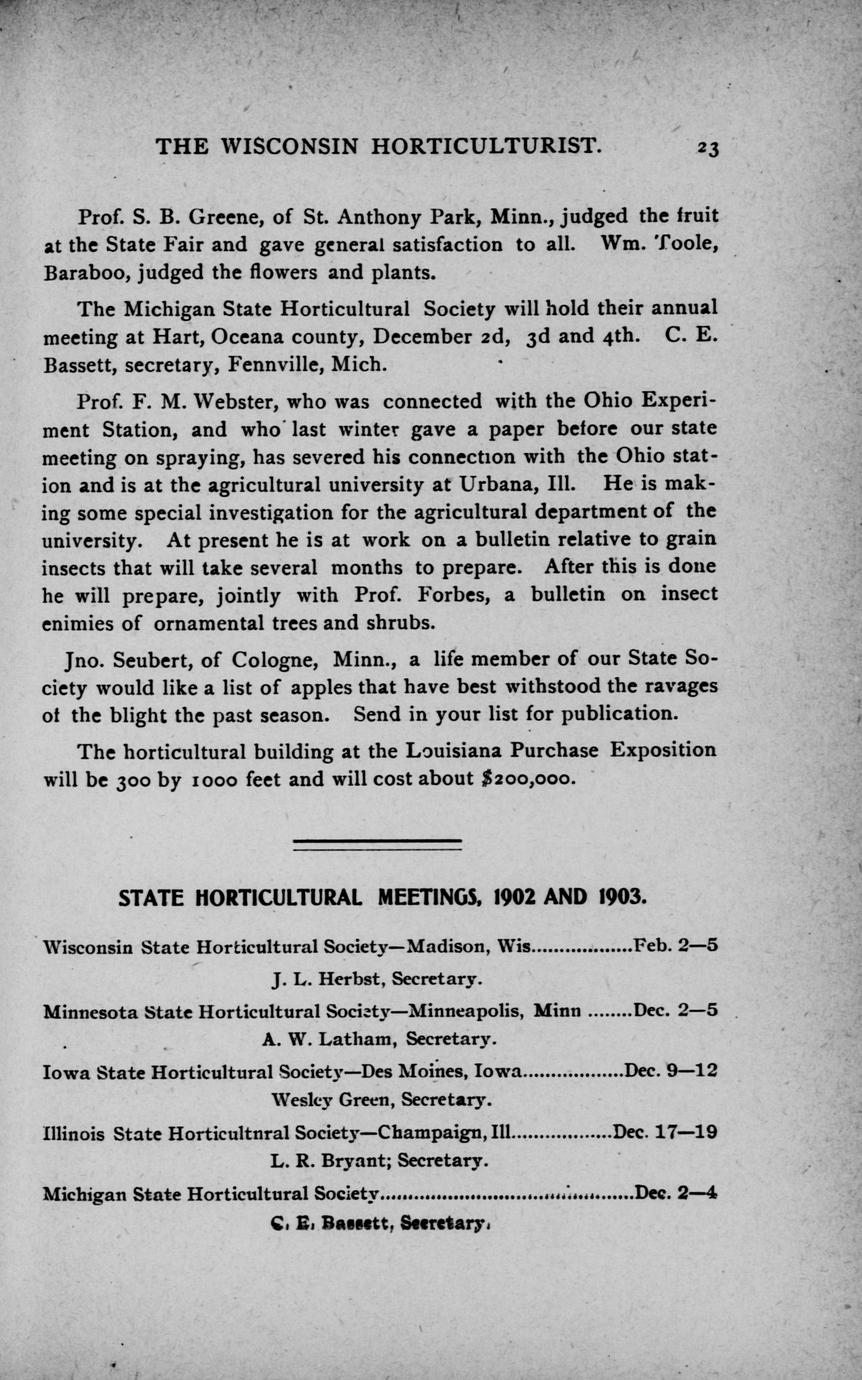 THE WISCONSIN HORTICULTURIST. 23
Prof. S. B. Greene, of St. Anthony Park, Minn., judged the fruit
at the State Fair and gave general satisfaction to all. Wm. Toole,
Baraboo, judged the flowers and plants.
The Michigan State Horticultural Society will hold their annual
meeting at Hart, Oceana county, December 2d, 3d and 4th. C. E.
Bassett, secretary, Fennville, Mich.
Prof. F. M. Webster, who was connected with the Ohio Experi-
ment Station, and who last winter gave a paper before our state
meeting on spraying, has severed his connection with the Ohio stat-
ion and is at the agricultural university at Urbana, Ill. He is mak-
ing some special investigation for the agricultural department of the
university. At present he is at work on a bulletin relative to grain
insects that will take several months to prepare. After this is done
he will prepare, jointly with Prof. Forbes, a bulletin on insect
enimies of ornamental trees and shrubs.
Jno. Seubert, of Cologne, Minn., a life member of our State So-
ciety would like a list of apples that have best withstood the ravages
of the blight the past season. Send in your list for publication.
The horticultural building at the Louisiana Purchase Exposition
will be 300 by 1000 feet and will cost about $200,000.
STATE HORTICULTURAL MEETINGS, 1902 AND 1903.
Wisconsin State Horticultural Society—Madison, Wis..................Feb. 2—5
J. L. Herbst, Secretary.
Minnesota State Horticultural Society—Minneapolis, Minn ........Dec. 2—5
A. W. Latham, Secretary.
Iowa State Horticultural Society—Des Moines, Iowa..................Dec. 9—12
Wesley Green, Secretary.
Illinois State Horticultnral Society—Champaign, Ill..................Dec. 17—19
L. R. Bryant; Secretary.
Michigan State Horticultural Society.............................................Dec. 2—4
C. E. Bassett, Secretary.